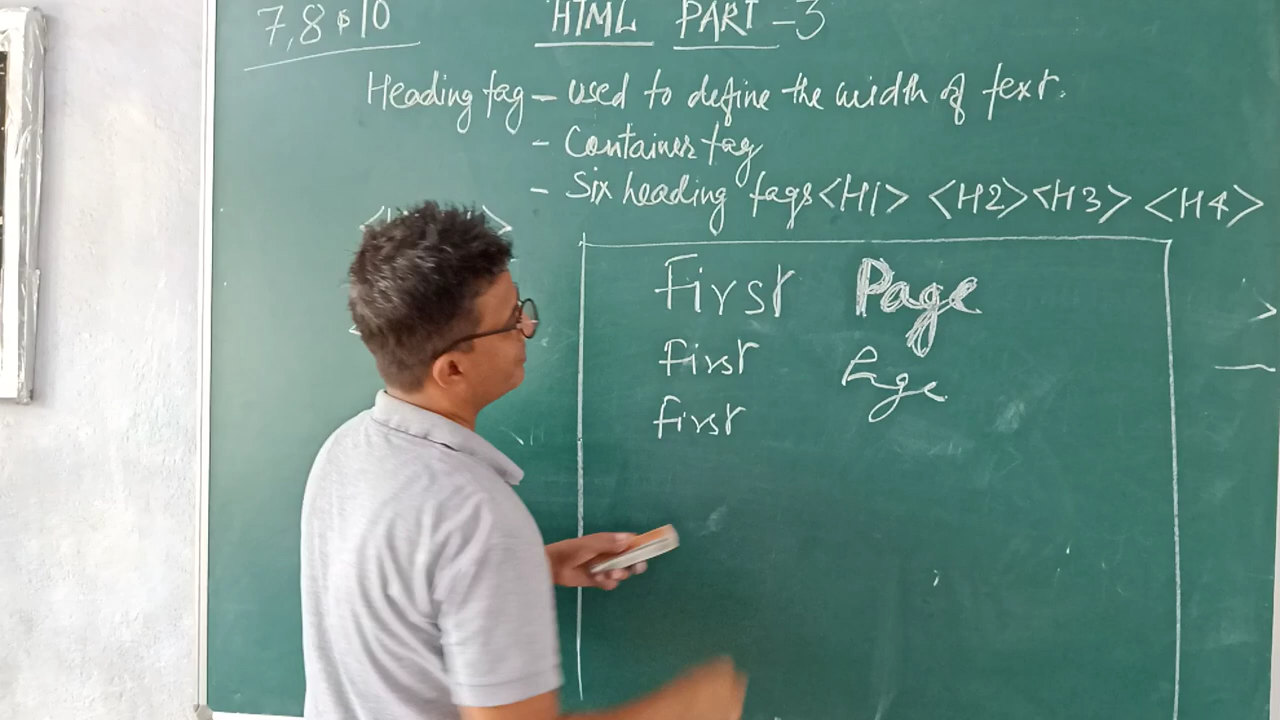 7,8 & 10
HTML PART-3
Heading tag - used to define the width of text.
- Container tag
- Six heading tags <H1> <H2> <H3> <H4>
First Page
First Page
First